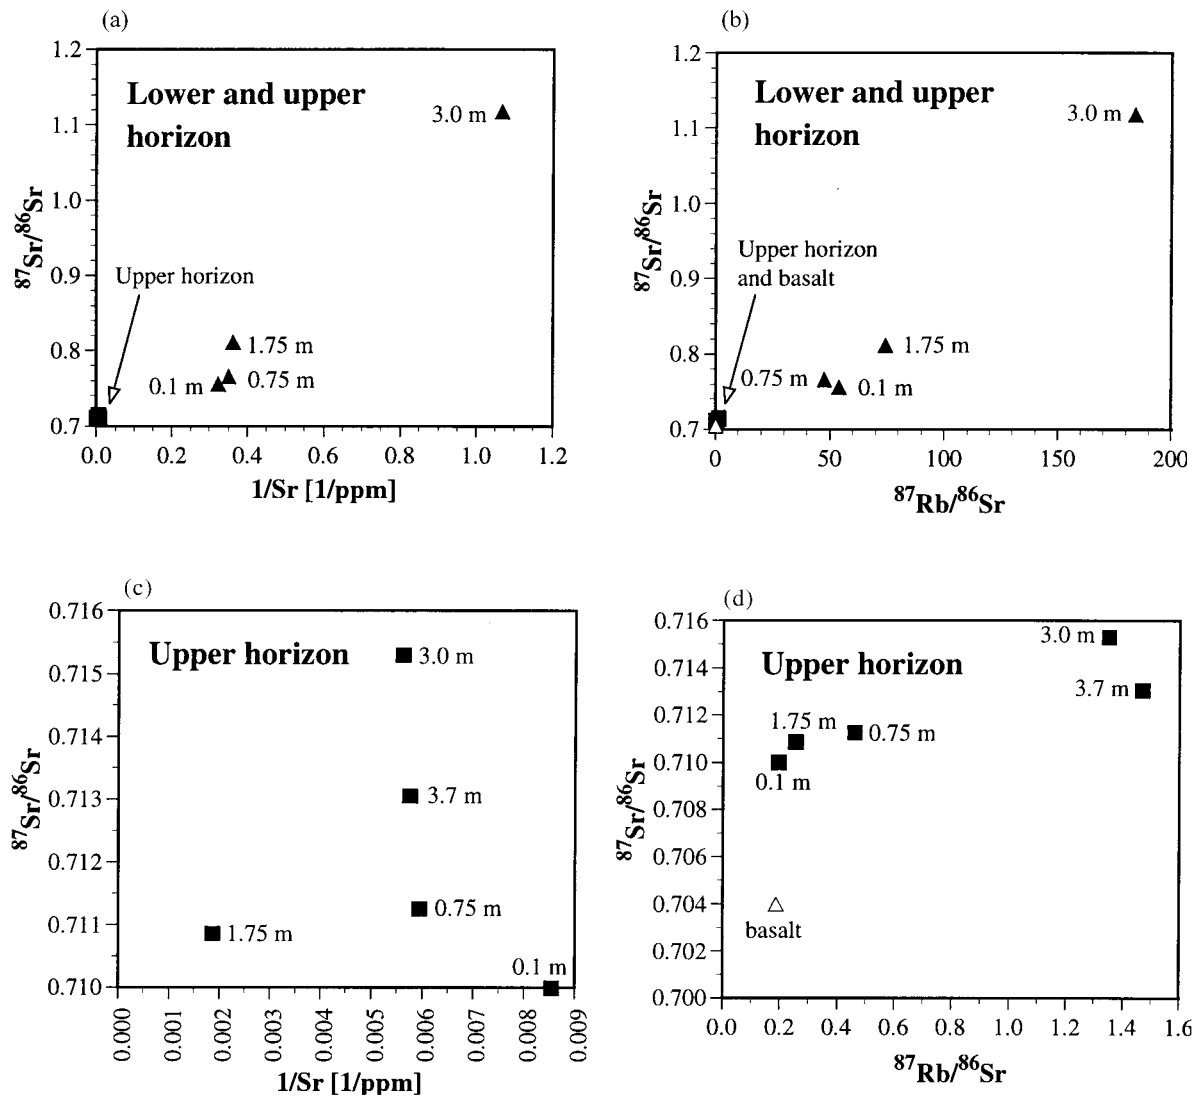 (a)
1.2
1.1
1.0
0.9
0.8
0.7
87Sr/86Sr
Lower and upper
horizon
3.0 m
Upper horizon
1.75 m
0.1 m
0.75 m
0.0 0.2 0.4 0.6 0.8 1.0 1.2
1/Sr [1/ppm]
(b)
1.2
1.1
1.0
0.9
0.8
0.7
87Sr/86Sr
Lower and upper
horizon
3.0 m
Upper horizon
and basalt
1.75 m
0.75 m
0.1 m
0 50 100 150 200
87Rb/86Sr
(c)
0.716
0.715
0.714
0.713
0.712
0.711
0.710
87Sr/86Sr
Upper horizon
3.0 m
3.7 m
0.75 m
1.75 m
0.1 m
0.000 0.001 0.002 0.003 0.004 0.005 0.006 0.007 0.008 0.009
1/Sr [1/ppm]
(d)
0.716
0.714
0.712
0.710
0.708
0.706
0.704
0.702
0.700
87Sr/86Sr
3.0 m
Upper horizon
3.7 m
1.75 m
0.75 m
0.1 m
basalt
0.0 0.2 0.4 0.6 0.8 1.0 1.2 1.4 1.6
87Rb/86Sr